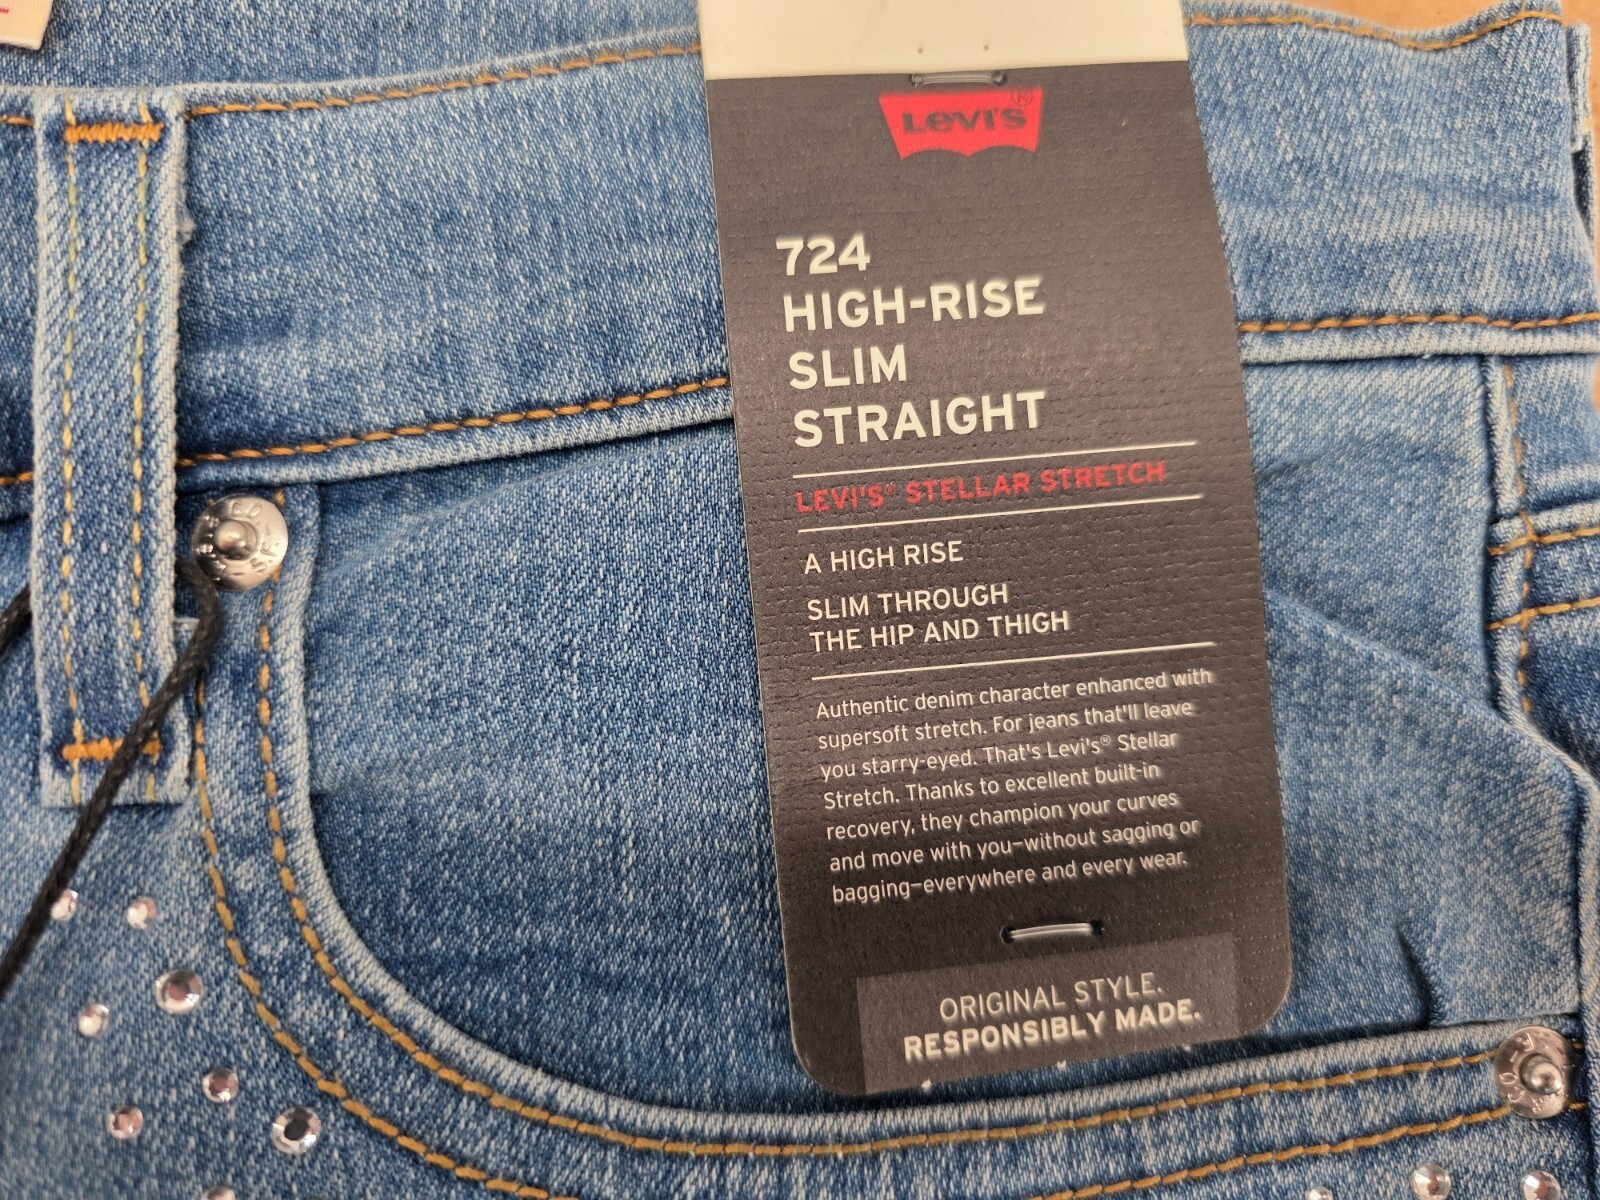 LEVI'S®
724
HIGH-RISE
SLIM
STRAIGHT
LEVI'S® STELLAR STRETCH
A HIGH RISE
SLIM THROUGH
THE HIP AND THIGH
Authentic denim character enhanced with
supersoft stretch. For jeans that'll leave
you starry-eyed. That's Levi's® Stellar
Stretch. Thanks to excellent built-in
recovery, they champion your curves
and move with you—without sagging or
bagging—everywhere and every wear.
ORIGINAL STYLE.
RESPONSIBLY MADE.